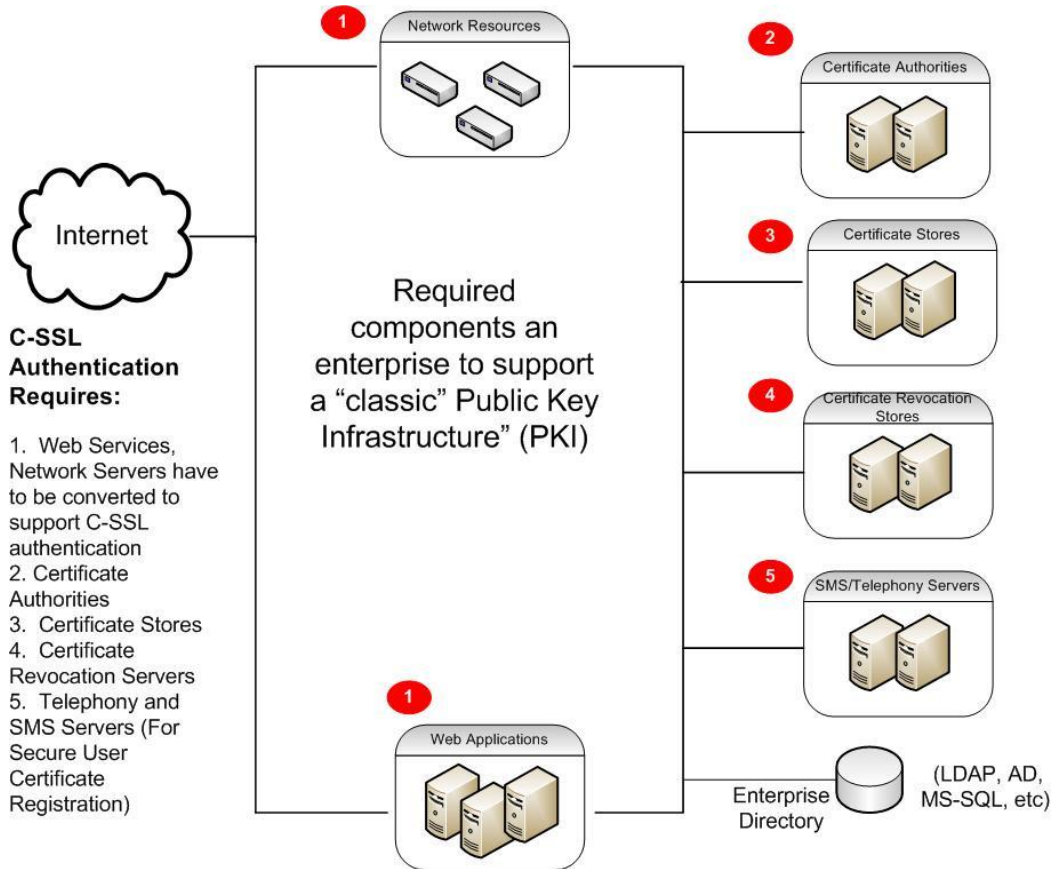 1
Network Resources
2
Certificate Authorities
Internet
3
Certificate Stores
Required
components an
enterprise to support
a “classic” Public Key
Infrastructure” (PKI)
C-SSL
Authentication
Requires:
1. Web Services,
Network Servers have
to be converted to
support C-SSL
authentication
2. Certificate
Authorities
3. Certificate Stores
4. Certificate
Revocation Servers
5. Telephony and
SMS Servers (For
Secure User
Certificate
Registration)
4
Certificate Revocation
Stores
5
SMS/Telephony Servers
1
Web Applications
Enterprise
Directory
(LDAP, AD,
MS-SQL, etc)